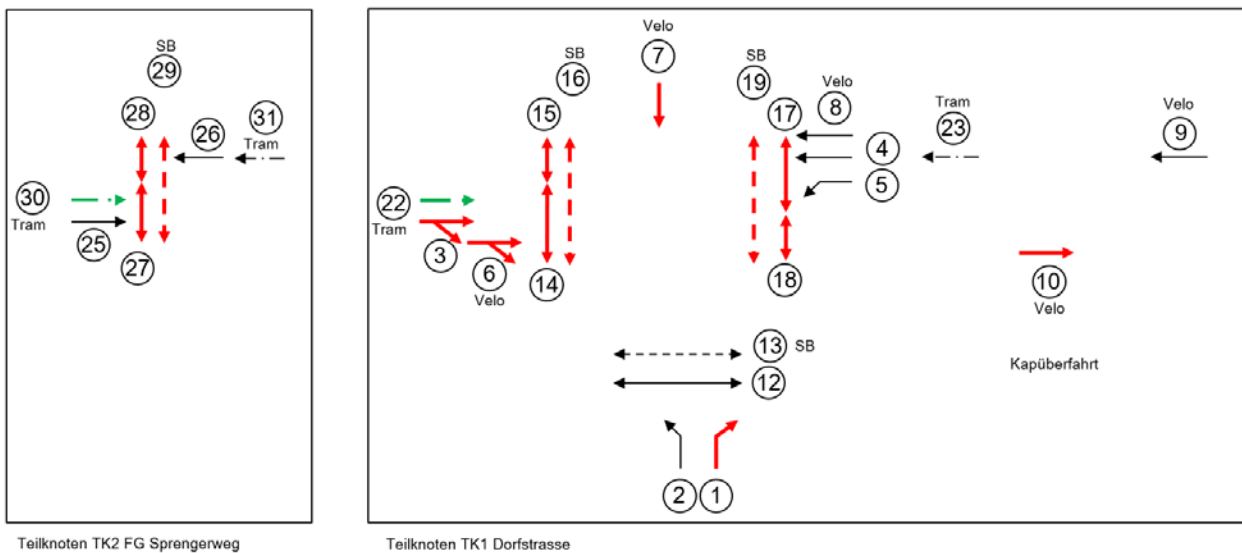 SB
29
28
26
31
Tram
30
Tram
25
27
Teilknoten TK2 FG Sprengerweg
Velo
7
SB
16
15
SB
19
17
Velo
8
4
5
Tram
23
Velo
9
22
Tram
3
6
Velo
14
18
10
Velo
13 SB
12
Kapüberfahrt
2 1
Teilknoten TK1 Dorfstrasse